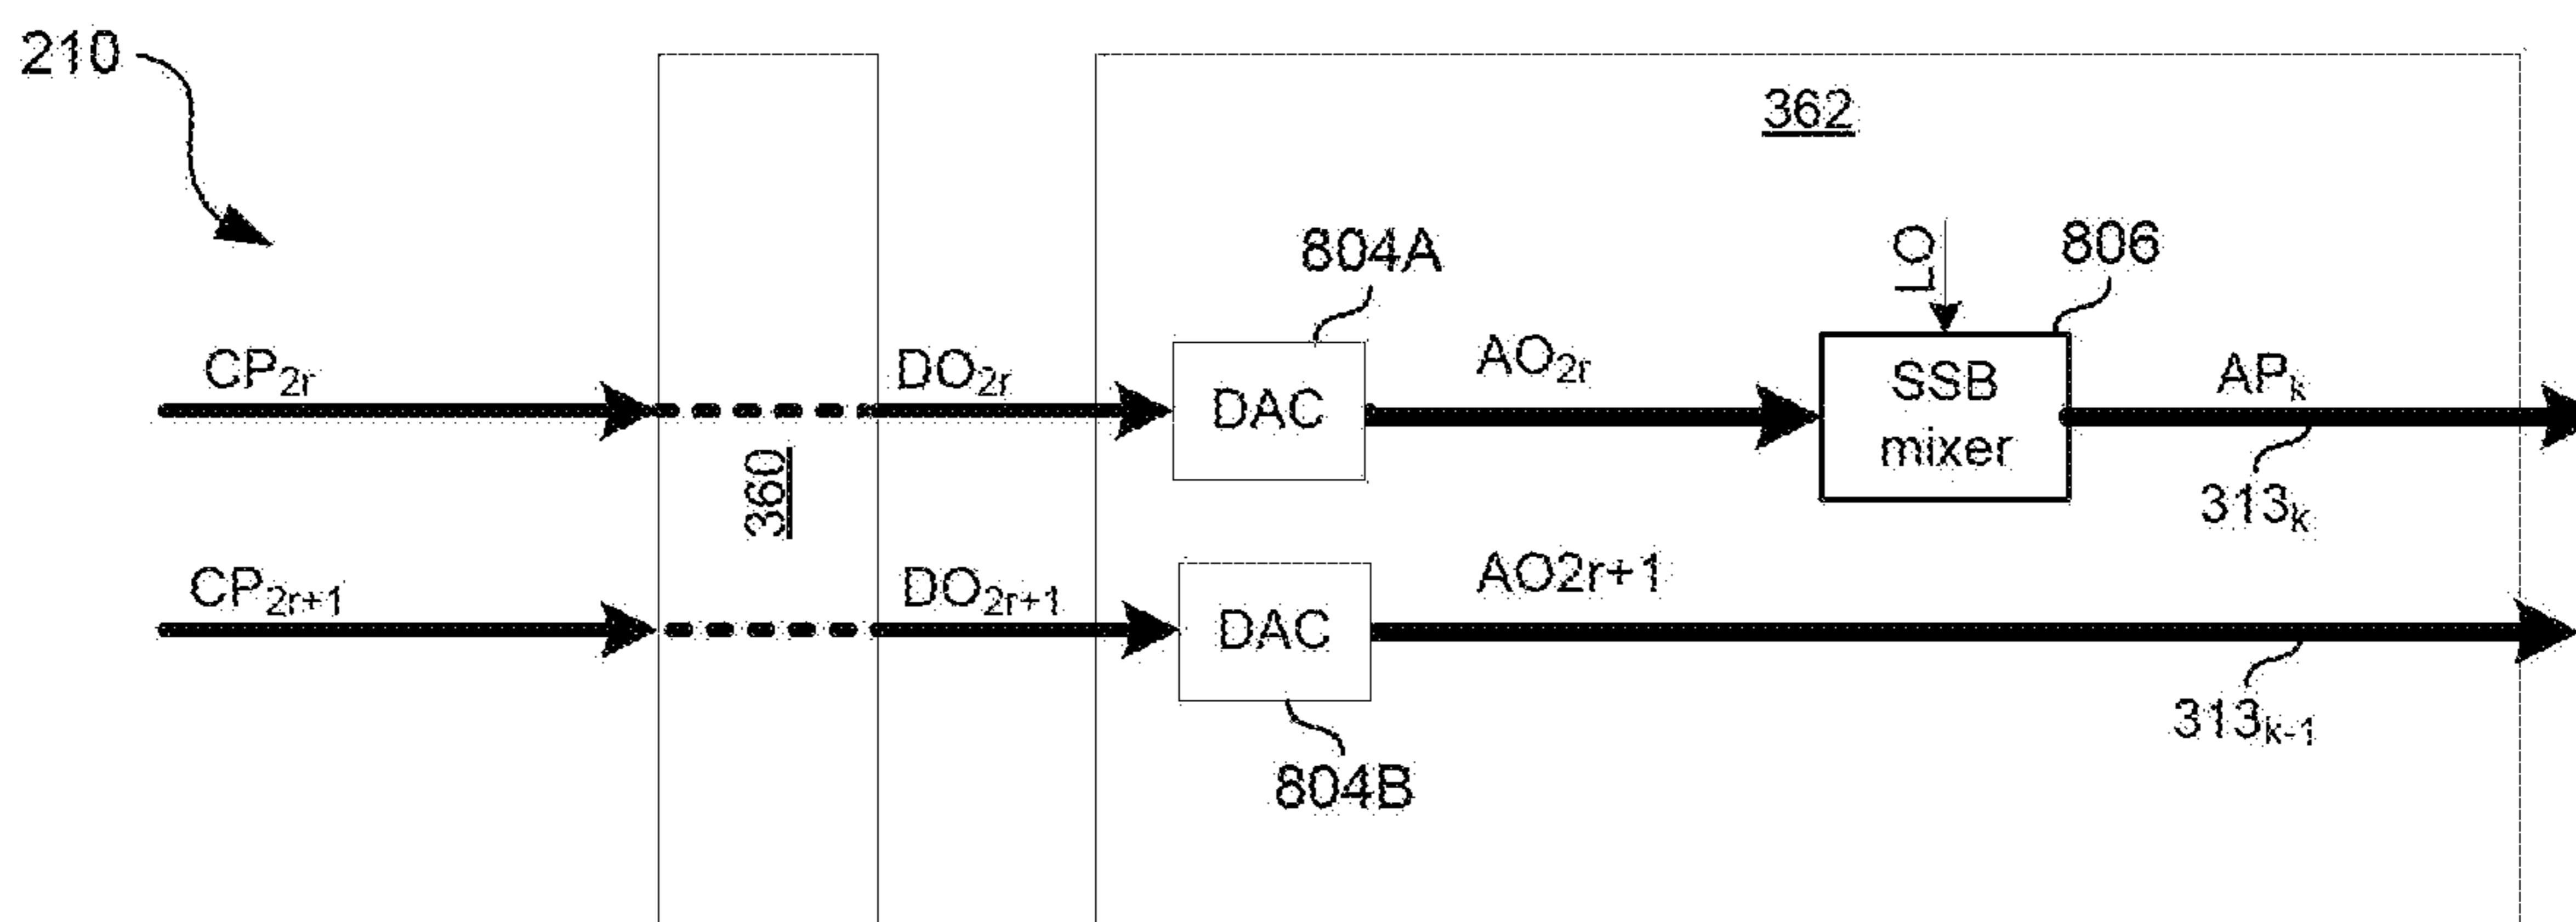 210
362
804A
LO
806
CP2r
DO2r
DAC
AO2r
SSB
mixer
APk
360
313k
CP2r+1
DO2r+1
DAC
AO2r+1
313k-1
804B